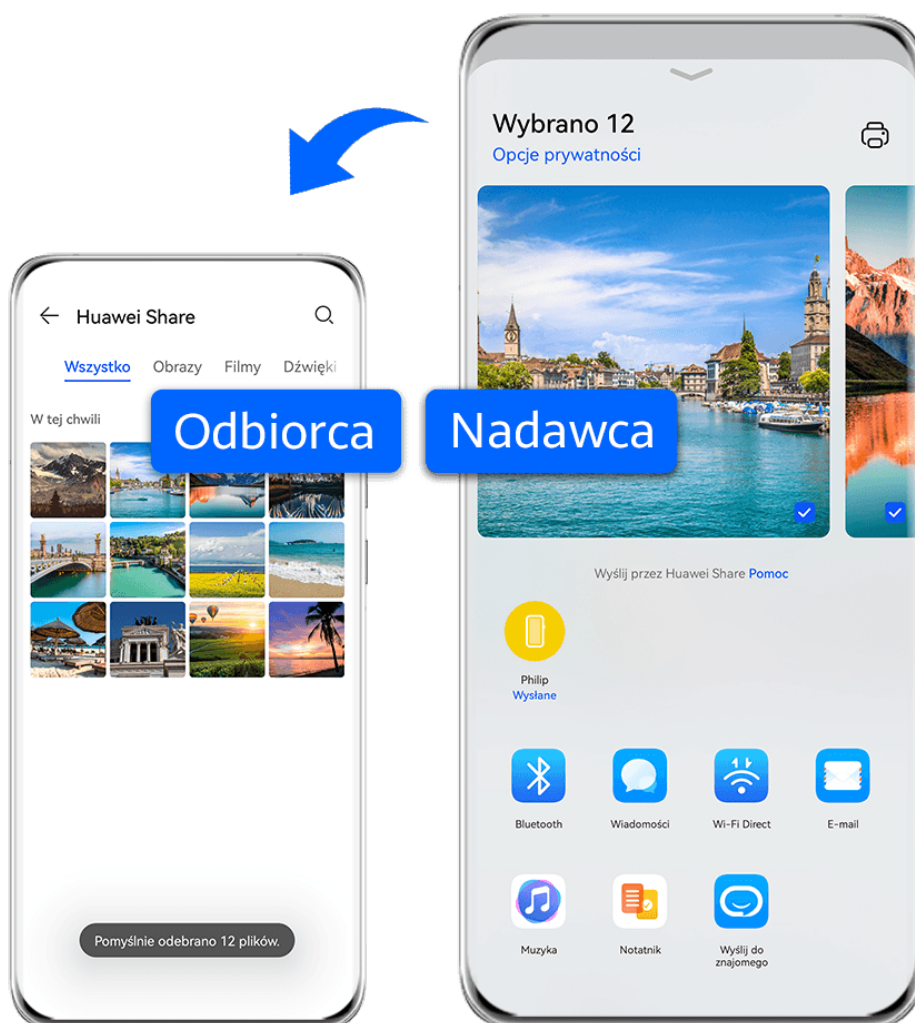 Wybrano 12
Opcje prywatności
Huawei Share
Wszystko Obrazy Filmy Dźwięki
W tej chwili
Odbiorca
Nadawca
Wyślij przez Huawei Share Pomoc
Philip
Wysłane
Bluetooth Wiadomości Wi-Fi Direct E-mail
Muzyka Notatnik Wyślij do
znajomego
Pomyślnie odebrano 12 plików.